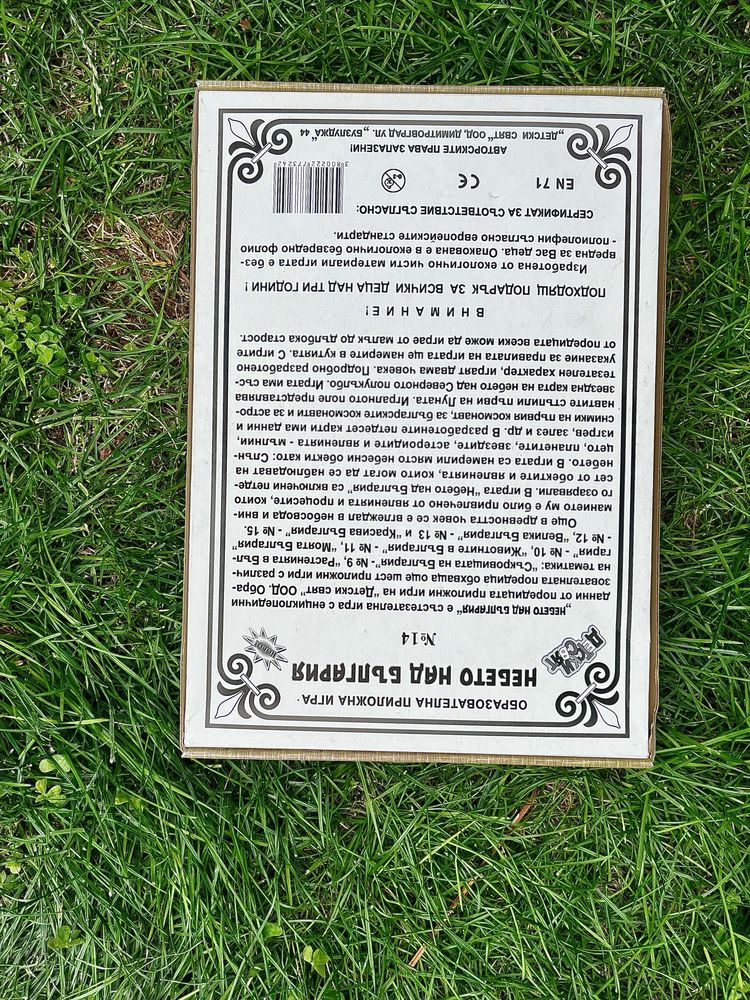 ОБРАЗОВАТЕЛНА ПРИЛОЖНА ИГРА
НЕБЕТО НАД БЪЛГАРИЯ
№14
ДЕТСКИ СВЯТ
Ново!
„НЕБЕТО НАД БЪЛГАРИЯ“ е състезателна игра с енциклопедични
данни от поредицата приложни игри на “Детски свят” ООД. Обра-
зователната поредица обхваща още шест приложни игри с различ-
на тематика: “Съкровищата на България”- № 9, “Растенията в Бъл-
гария” - № 10, “Животните в България” - № 11, “Моята България”
- № 12, “Велика България” - № 13 и “Красива България” - № 15.
Още в древността човек се е вглеждал в небосвода и вни-
манието му е било привлечено от явленията и процесите, които
го озарявали. В играта “Небето над България” са включени петде-
сет от обектите и явленията, които могат да се наблюдават на
небето. В играта са намерили място небесни обекти като: Слън-
цето, планетите, звездите, астероидите и явленията - мълнии,
изгрев, залез и др. В разработените петдесет карти има данни и
снимки на първия космонавт, за българските космонавти и за астро-
навтите стъпили първи на Луната. Игралното поле представлява
звездна карта на небето над Северното полукълбо. Играта има със-
тезателен характер, играят двама човека. Подробно разработено
указание за правилата на играта ще намерите в кутията. С игрите
от поредицата всеки може да играе от малък до дълбока старост.
ВНИМАНИЕ!
ПОДХОДЯЩ ПОДАРЪК ЗА ВСИЧКИ ДЕЦА НАД ТРИ ГОДИНИ!
Изработена от екологично чисти материали играта е без-
вредна за Вас деца. Опакована е в екологично безвредно фолио
- полиолефин съгласно европейските стандарти.
СЕРТИФИКАТ ЗА СЪОТВЕТСТВИЕ СЪГЛАСНО:
EN 71 CE 0-3
3800222773242
АВТОРСКИТЕ ПРАВА ЗАПАЗЕНИ!
„ДЕТСКИ СВЯТ“ ООД, ДИМИТРОВГРАД УЛ. „БУЗЛУДЖА“ 44